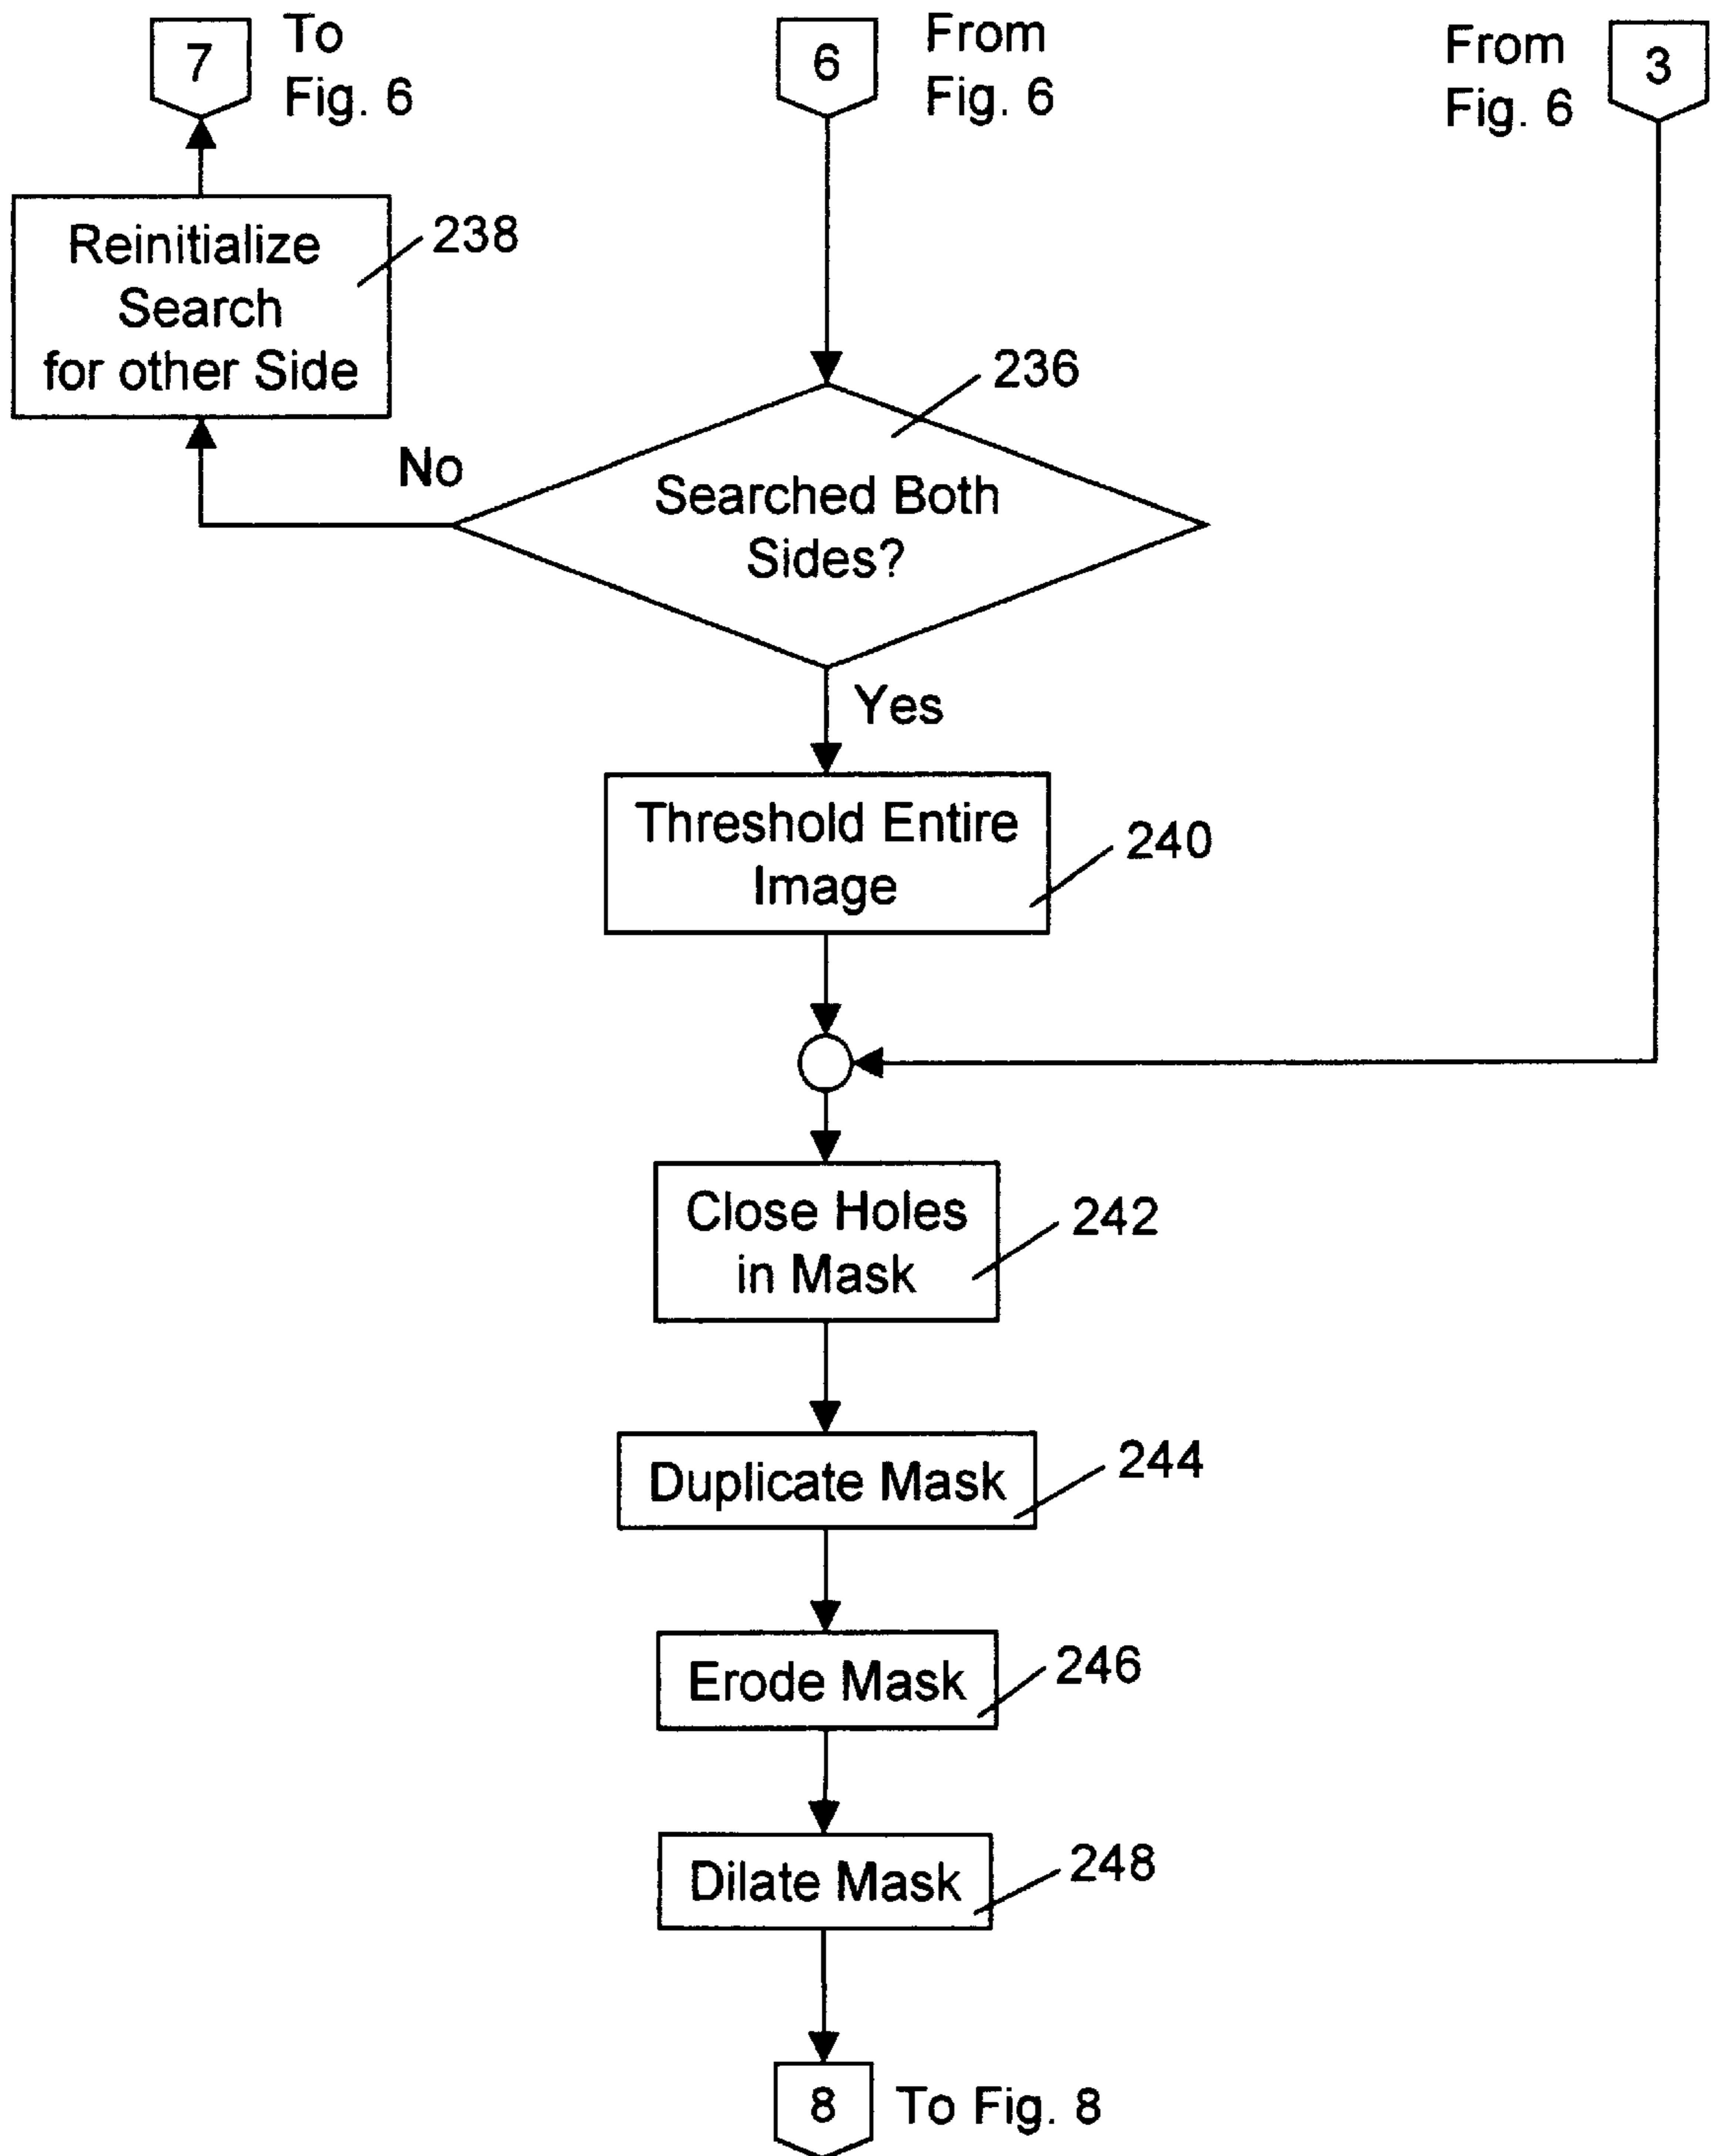 7
To
Fig. 6
6
From
Fig. 6
From
Fig. 6
3
Reinitialize
Search
for other Side
238
236
No
Searched Both
Sides?
Yes
Threshold Entire
Image
240
Close Holes
in Mask
242
Duplicate Mask
244
Erode Mask
246
Dilate Mask
248
8
To Fig. 8